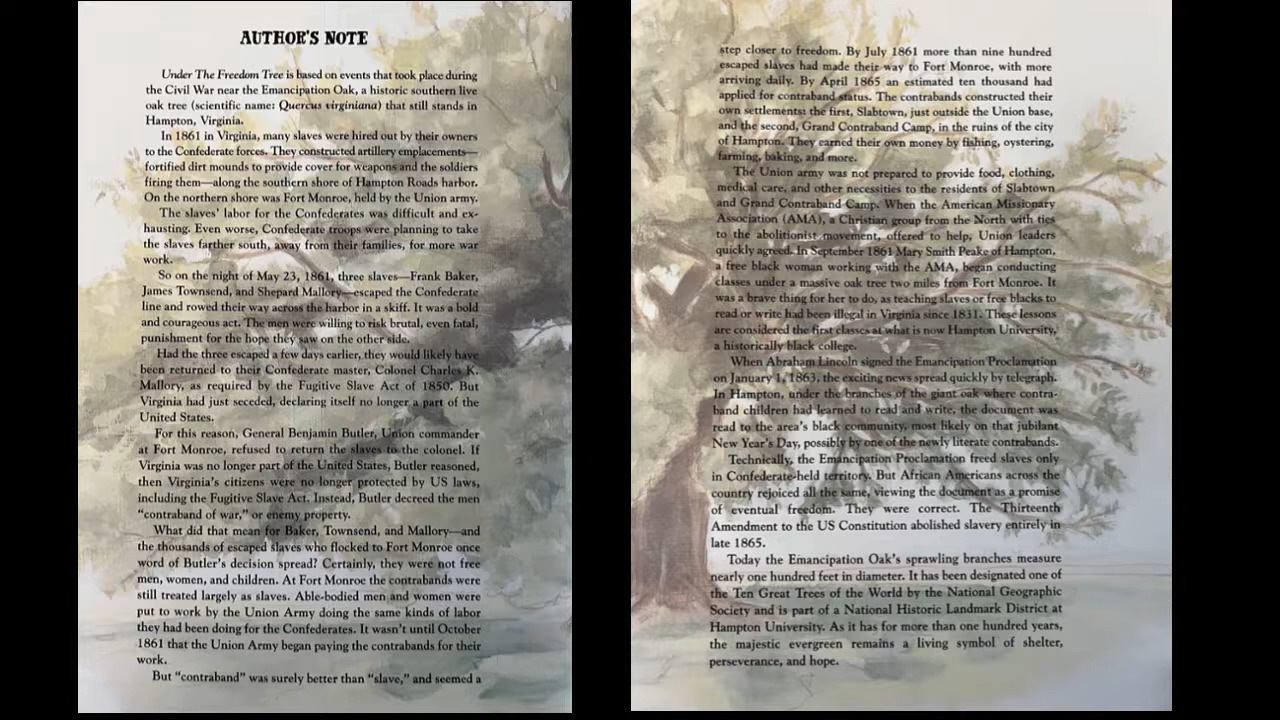 AUTHOR'S NOTE
Under The Freedom Tree is based on events that took place during
the Civil War near the Emancipation Oak, a historic southern live
oak tree (scientific name: Quercus virginiana) that still stands in
Hampton, Virginia.
In 1861 in Virginia, many slaves were hired out by their owners
to the Confederate forces. They constructed artillery emplacements—
fortified dirt mounds to provide cover for weapons and the soldiers
firing them—along the southern shore of Hampton Roads harbor.
On the northern shore was Fort Monroe, held by the Union army.
The slaves' labor for the Confederates was difficult and ex-
hausting. Even worse, Confederate troops were planning to take
the slaves farther south, away from their families, for more war
work.
So on the night of May 23, 1861, three slaves—Frank Baker,
James Townsend, and Shepard Mallory—escaped the Confederate
line and rowed their way across the harbor in a skiff. It was a bold
and courageous act. The men were willing to risk brutal, even fatal,
punishment for the hope they saw on the other side.
Had the three escaped a few days earlier, they would likely have
been returned to their Confederate master, Colonel Charles K.
Mallory, as required by the Fugitive Slave Act of 1850. But
Virginia had just seceded, declaring itself no longer a part of the
United States.
For this reason, General Benjamin Butler, Union commander
at Fort Monroe, refused to return the slaves to the colonel. If
Virginia was no longer part of the United States, Butler reasoned,
then Virginia's citizens were no longer protected by US laws,
including the Fugitive Slave Act. Instead, Butler decreed the men
"contraband of war," or enemy property.
What did that mean for Baker, Townsend, and Mallory—and
the thousands of escaped slaves who flocked to Fort Monroe once
word of Butler's decision spread? Certainly, they were not free
men, women, and children. At Fort Monroe the contrabands were
still treated largely as slaves. Able-bodied men and women were
put to work by the Union Army doing the same kinds of labor
they had been doing for the Confederates. It wasn't until October
1861 that the Union Army began paying the contrabands for their
work.
But "contraband" was surely better than "slave," and seemed a
step closer to freedom. By July 1861 more than nine hundred
escaped slaves had made their way to Fort Monroe, with more
arriving daily. By April 1865 an estimated ten thousand had
applied for contraband status. The contrabands constructed their
own settlements: the first, Slabtown, just outside the Union base,
and the second, Grand Contraband Camp, in the ruins of the city
of Hampton. They earned their own money by fishing, oystering,
farming, baking, and more.
The Union army was not prepared to provide food, clothing,
medical care, and other necessities to the residents of Slabtown
and Grand Contraband Camp. When the American Missionary
Association (AMA), a Christian group from the North with ties
to the abolitionist movement, offered to help, Union leaders
quickly agreed. In September 1861 Mary Smith Peake of Hampton,
a free black woman working with the AMA, began conducting
classes under a massive oak tree two miles from Fort Monroe. It
was a brave thing for her to do, as teaching slaves or free blacks to
read or write had been illegal in Virginia since 1831. These lessons
are considered the first classes at what is now Hampton University,
a historically black college.
When Abraham Lincoln signed the Emancipation Proclamation
on January 1, 1863, the exciting news spread quickly by telegraph.
In Hampton, under the branches of the giant oak where contra-
band children had learned to read and write, the document was
read to the area's black community, most likely on that jubilant
New Year's Day, possibly by one of the newly literate contrabands.
Technically, the Emancipation Proclamation freed slaves only
in Confederate-held territory. But African Americans across the
country rejoiced all the same, viewing the document as a promise
of eventual freedom. They were correct. The Thirteenth
Amendment to the US Constitution abolished slavery entirely in
late 1865.
Today the Emancipation Oak's sprawling branches measure
nearly one hundred feet in diameter. It has been designated one of
the Ten Great Trees of the World by the National Geographic
Society and is part of a National Historic Landmark District at
Hampton University. As it has for more than one hundred years,
the majestic evergreen remains a living symbol of shelter,
perseverance, and hope.